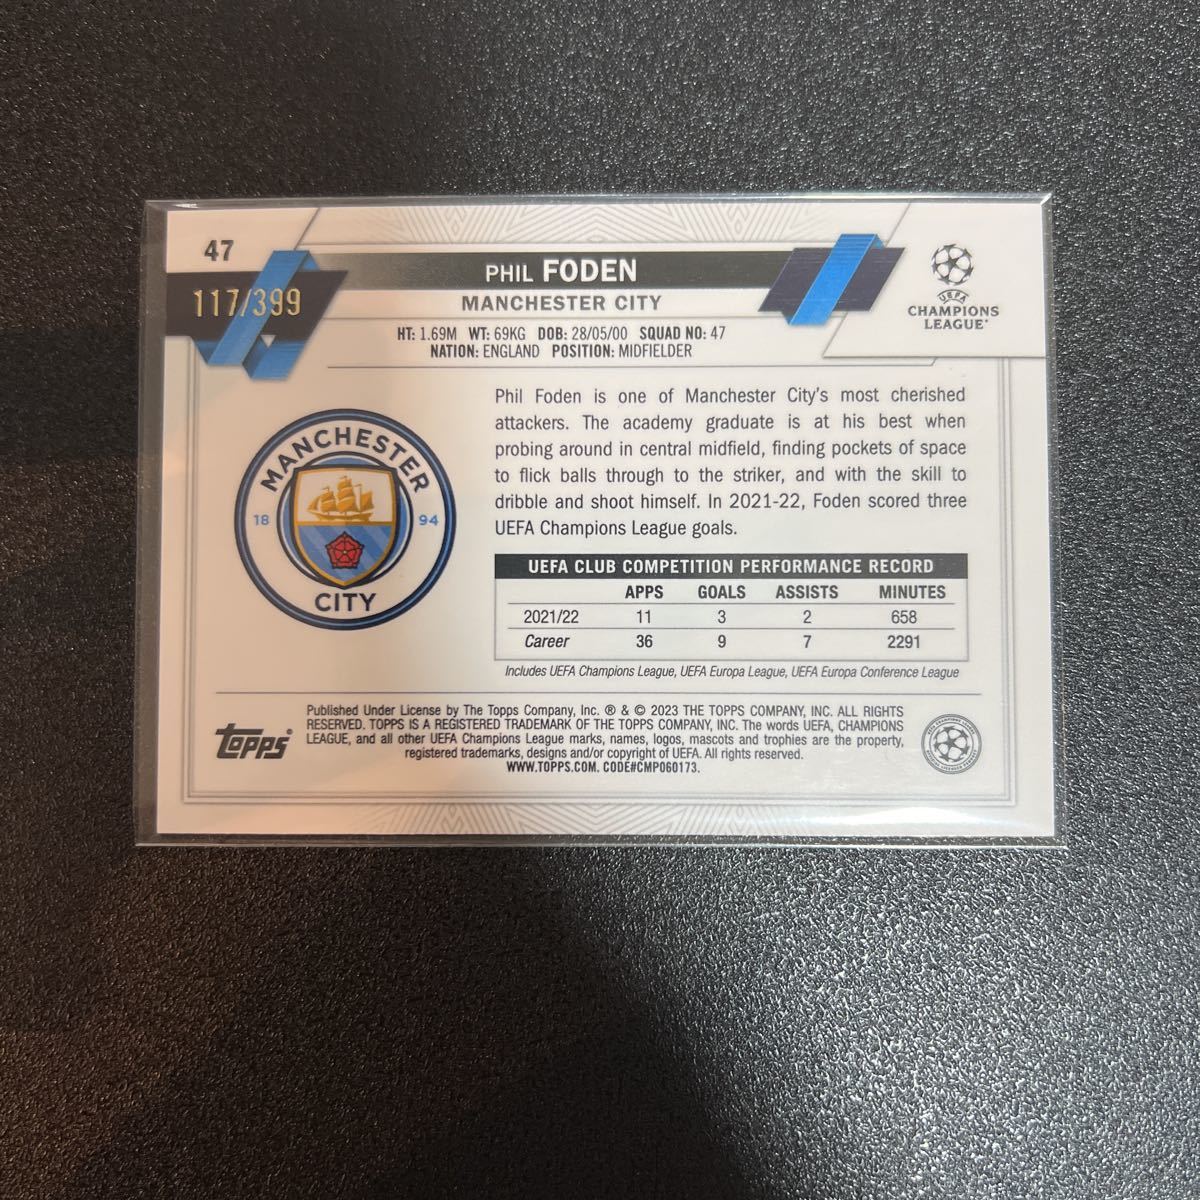 47
117/399
PHIL FODEN
MANCHESTER CITY
HT: 1.69M WT: 69KG DOB: 28/05/00 SQUAD NO: 47
NATION: ENGLAND POSITION: MIDFIELDER
UEFA
CHAMPIONS
LEAGUE®
MANCHESTER
18 94
CITY
Phil Foden is one of Manchester City's most cherished
attackers. The academy graduate is at his best when
probing around in central midfield, finding pockets of space
to flick balls through to the striker, and with the skill to
dribble and shoot himself. In 2021-22, Foden scored three
UEFA Champions League goals.
UEFA CLUB COMPETITION PERFORMANCE RECORD
APPS GOALS ASSISTS MINUTES
2021/22 11 3 2 658
Career 36 9 7 2291
Includes UEFA Champions League, UEFA Europa League, UEFA Europa Conference League
topps®
Published Under License by The Topps Company, Inc. ® & © 2023 THE TOPPS COMPANY, INC. ALL RIGHTS
RESERVED. TOPPS IS A REGISTERED TRADEMARK OF THE TOPPS COMPANY, INC. The words UEFA, CHAMPIONS
LEAGUE, and all other UEFA Champions League marks, names, logos, mascots and trophies are the property,
registered trademarks, designs and/or copyright of UEFA. All rights reserved.
WWW.TOPPS.COM. CODE#CMP060173.